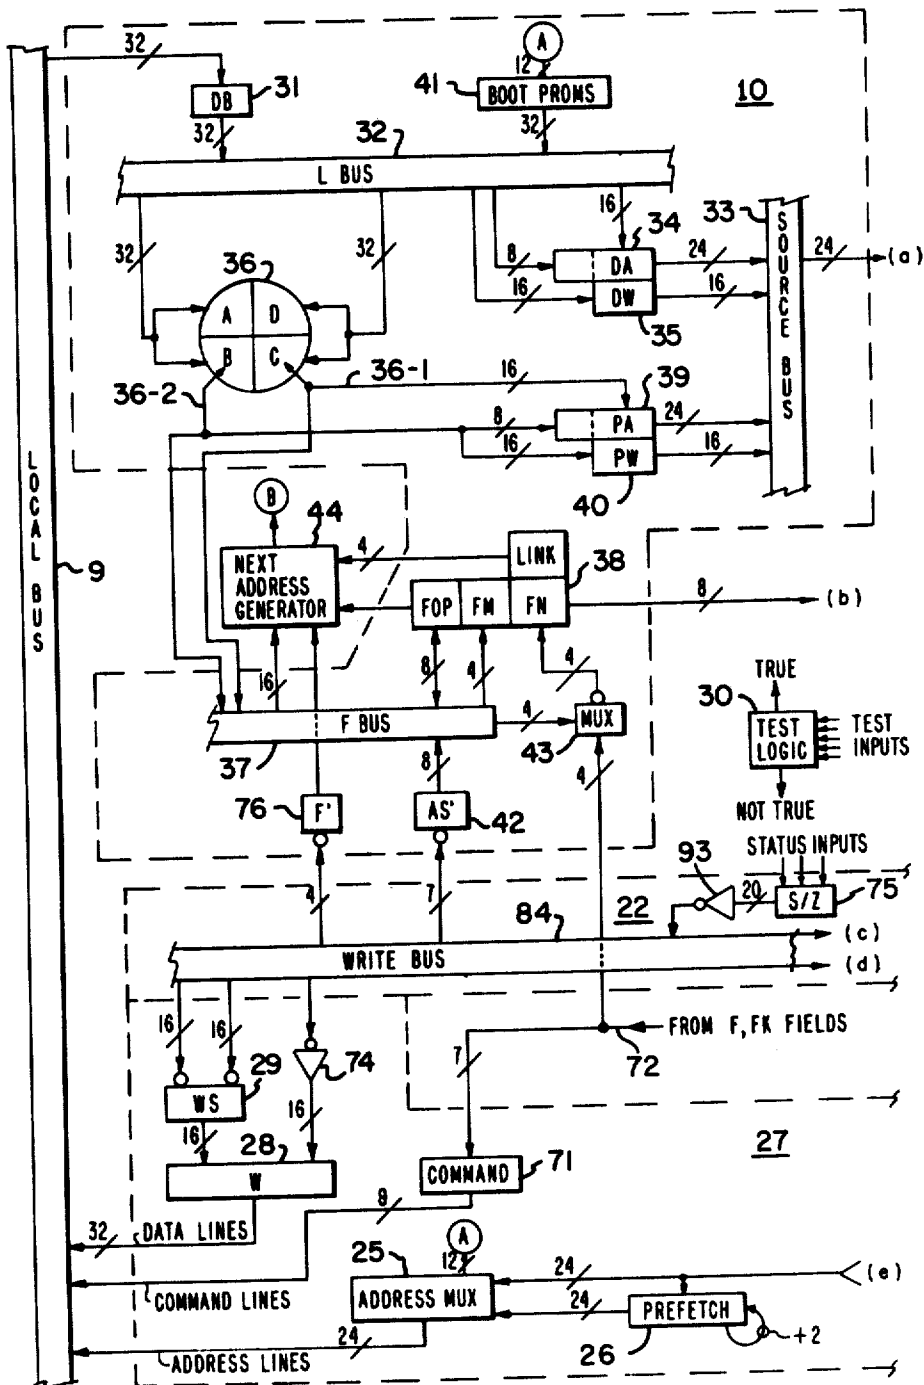 32
31
DB
32
A
12
41
BOOT PROMS
32
10
32
L BUS
32
32
16
34
33
8
DA
24
24
(a)
16
DW
16
35
SOURCE BUS
36
A
D
B
C
36-2
36-1
16
39
8
PA
24
16
PW
16
40
LOCAL BUS
9
B
44
NEXT
ADDRESS
GENERATOR
4
LINK
38
FOP
FM
FN
8
(b)
16
8
4
4
F BUS
4
MUX
43
37
8
4
TRUE
30
TEST
LOGIC
TEST
INPUTS
NOT TRUE
76
F'
AS'
42
STATUS INPUTS
93
20
S/Z
75
4
7
22
84
(c)
WRITE BUS
(d)
16
16
FROM F,FK FIELDS
72
74
7
29
WS
16
16
27
28
W
COMMAND
71
9
32
DATA LINES
A
25
12
24
(e)
COMMAND LINES
ADDRESS MUX
24
PREFETCH
26
+2
24
ADDRESS LINES